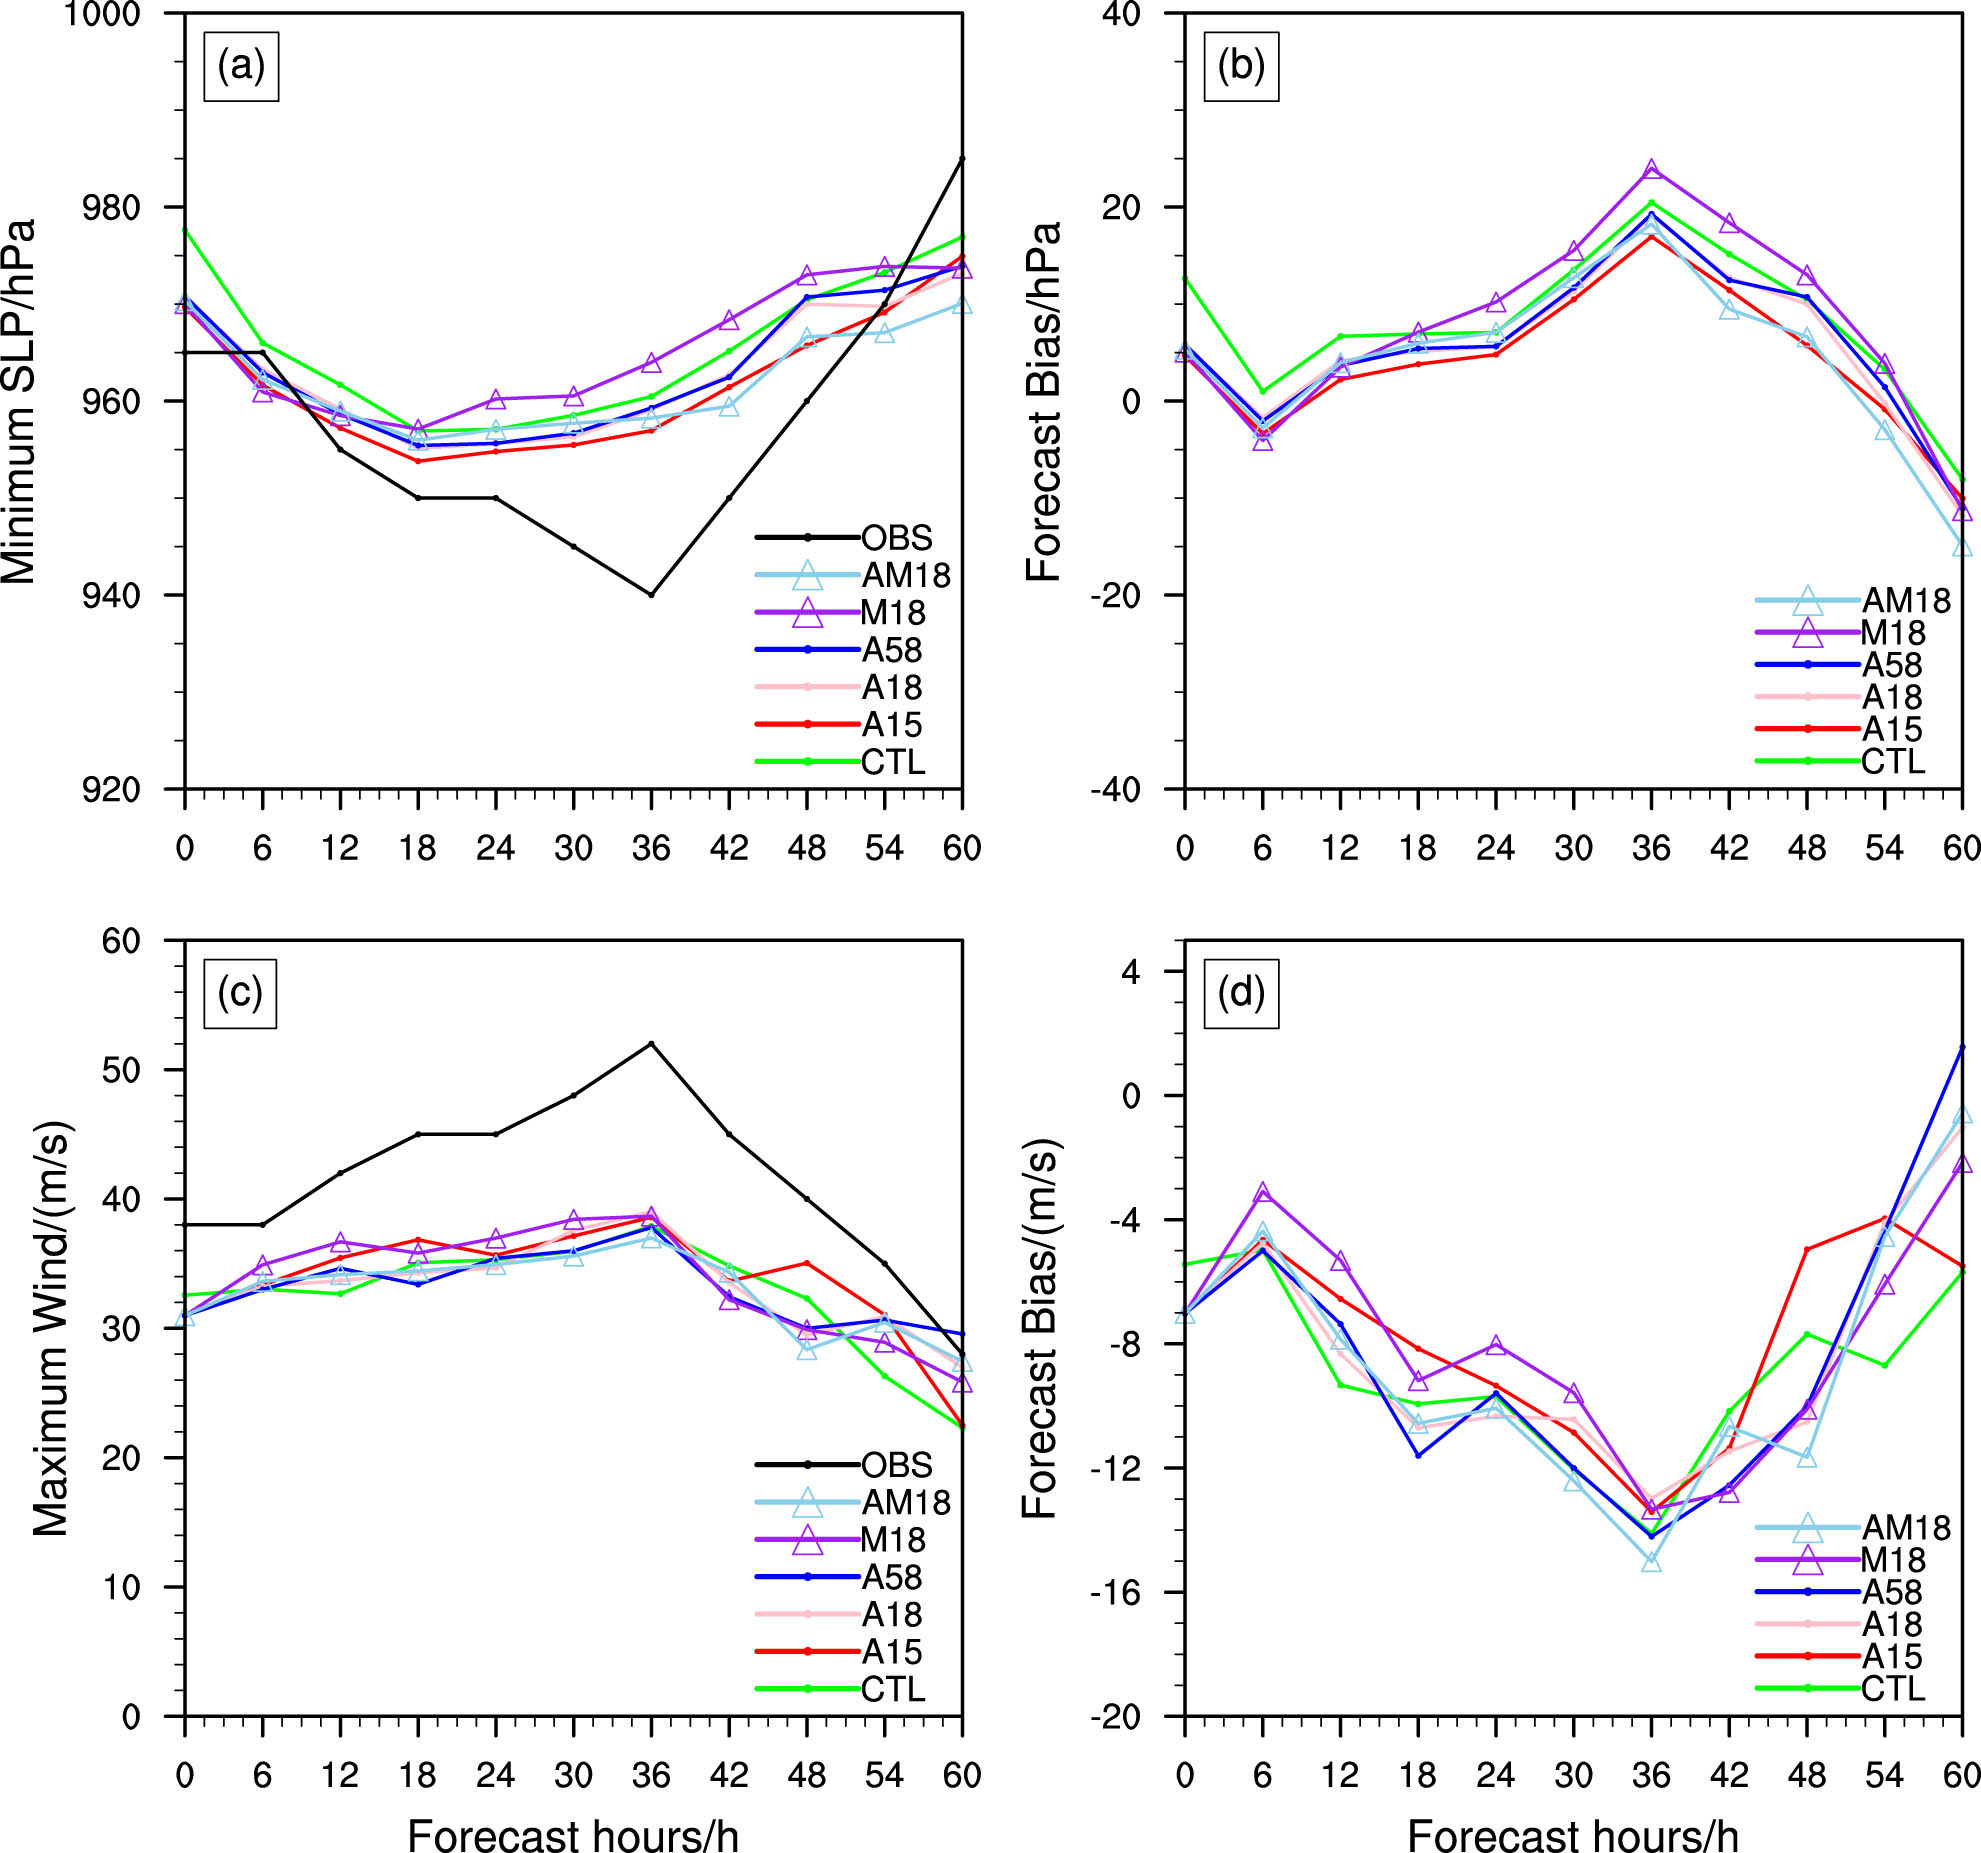 (a)
Minimum SLP/hPa
1000
980
960
940
920
OBS
AM18
M18
A58
A18
A15
CTL
0 6 12 18 24 30 36 42 48 54 60
(b)
Forecast Bias/hPa
40
20
0
-20
-40
AM18
M18
A58
A18
A15
CTL
0 6 12 18 24 30 36 42 48 54 60
(c)
Maximum Wind/(m/s)
60
50
40
30
20
10
0
OBS
AM18
M18
A58
A18
A15
CTL
0 6 12 18 24 30 36 42 48 54 60
Forecast hours/h
(d)
Forecast Bias/(m/s)
4
0
-4
-8
-12
-16
-20
AM18
M18
A58
A18
A15
CTL
0 6 12 18 24 30 36 42 48 54 60
Forecast hours/h